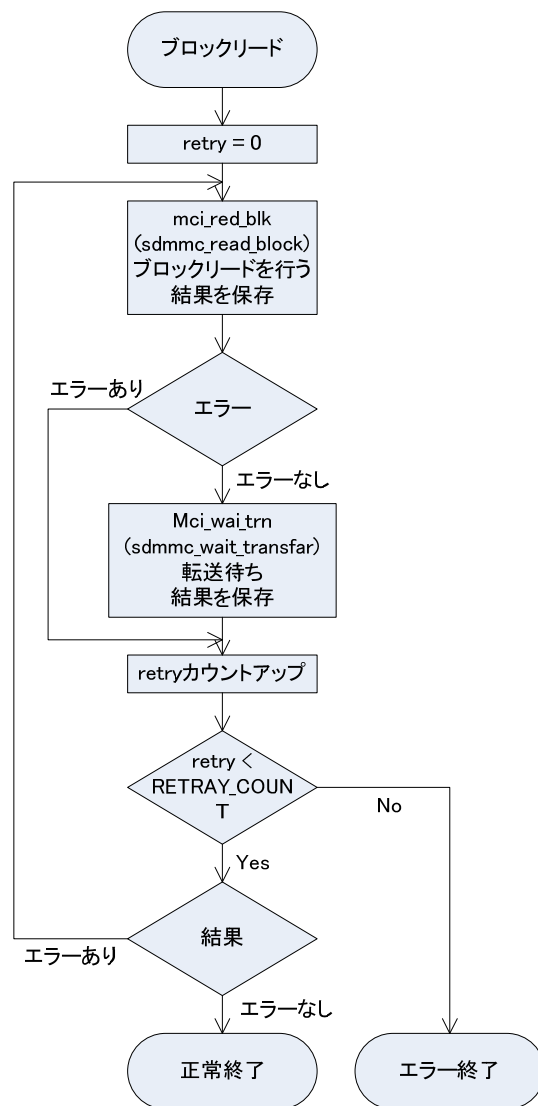 ブロックリード
retry = 0
mci_red_blk
(sdmmc_read_block)
ブロックリードを行う
結果を保存
エラーあり
エラー
エラーなし
Mci_wai_trn
(sdmmc_wait_transfar)
転送待ち
結果を保存
retryカウントアップ
retry <
RETRAY_COUN
T
No
Yes
結果
エラーあり
エラーなし
正常終了
エラー終了